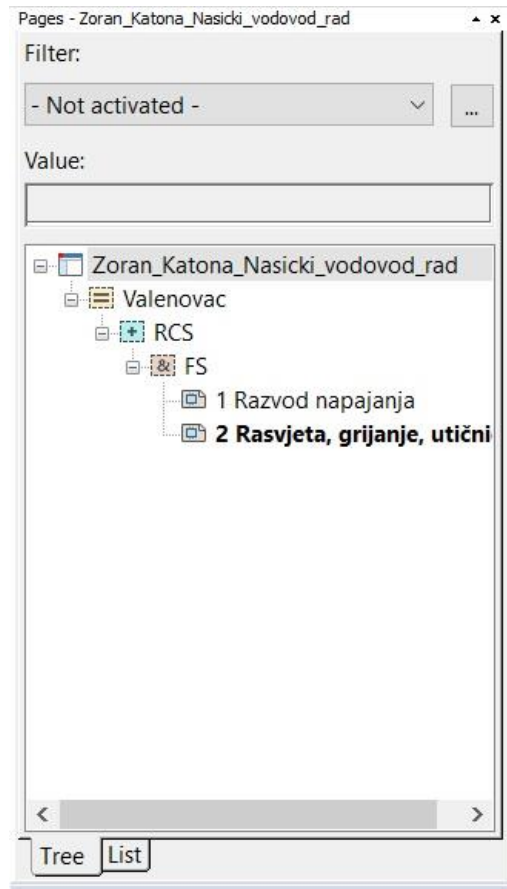 Pages - Zoran_Katona_Nasicki_vodovod_rad
Filter:
- Not activated -
...
Value:
Zoran_Katona_Nasicki_vodovod_rad
Valenovac
RCS
& FS
1 Razvod napajanja
2 Rasvjeta, grijanje, utični
Tree List